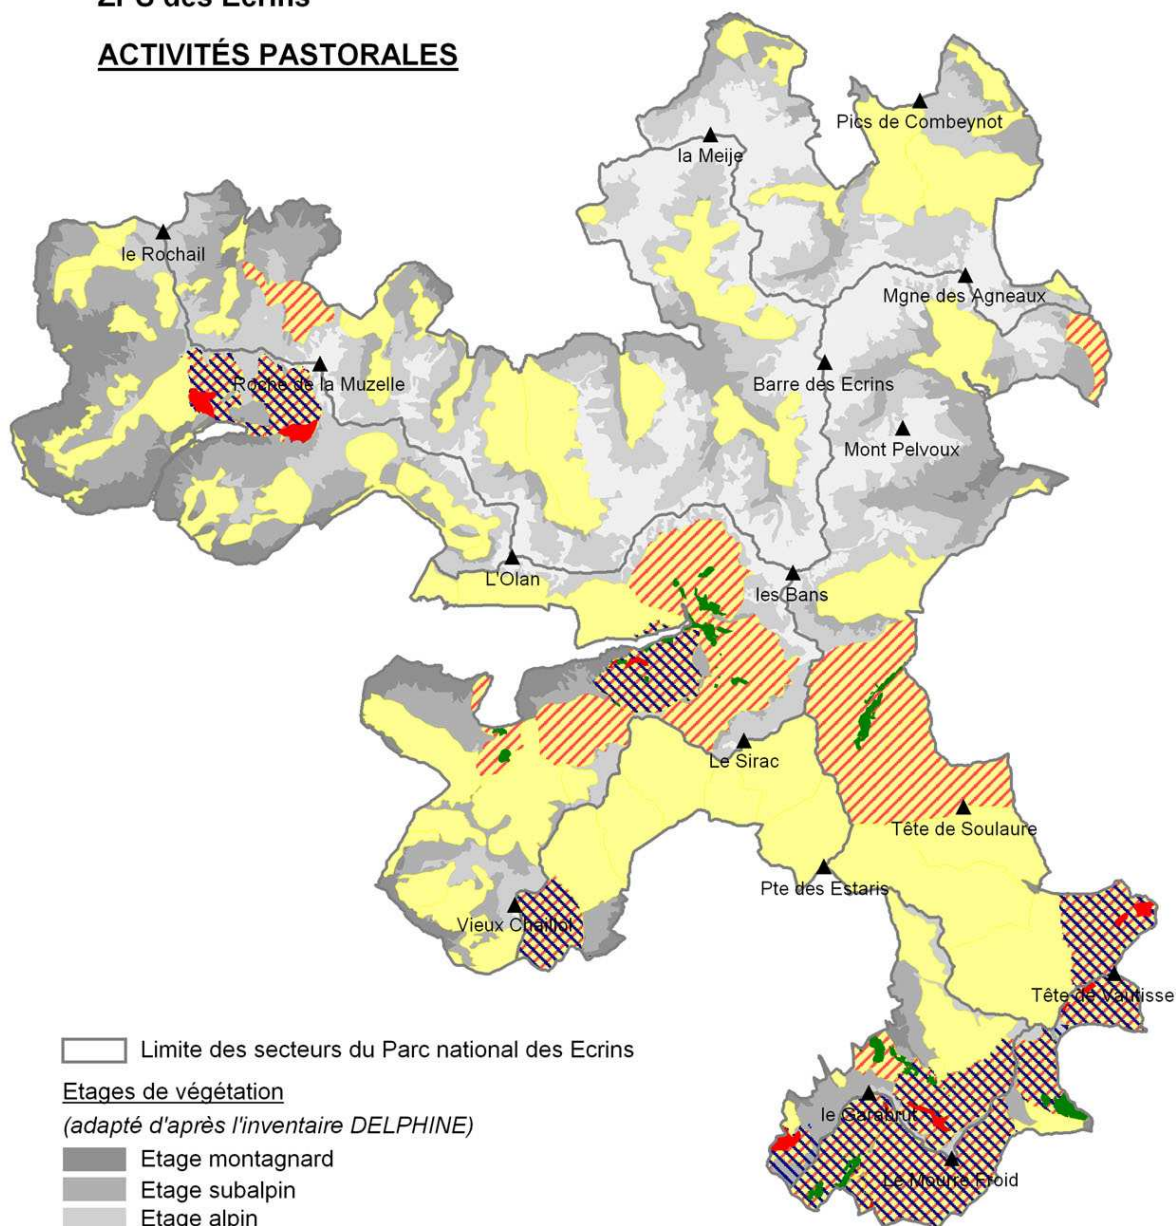 ZPS des Ecrins
ACTIVITÉS PASTORALES
Pics de Combeynot
la Meije
le Rochail
Mgne des Agneaux
Roche de la Muzelle
Barre des Ecrins
Mont Pelvoux
L'Olan
les Bans
Le Sirac
Tête de Soulaure
Pte des Estaris
Vieux Chaillol
Tête de Vautisse
Limite des secteurs du Parc national des Ecrins
Etages de végétation
(adapté d'après l'inventaire DELPHINE)
le Garabrut
Etage montagnard
Le Mourre Froid
Etage subalpin
Etage alpin